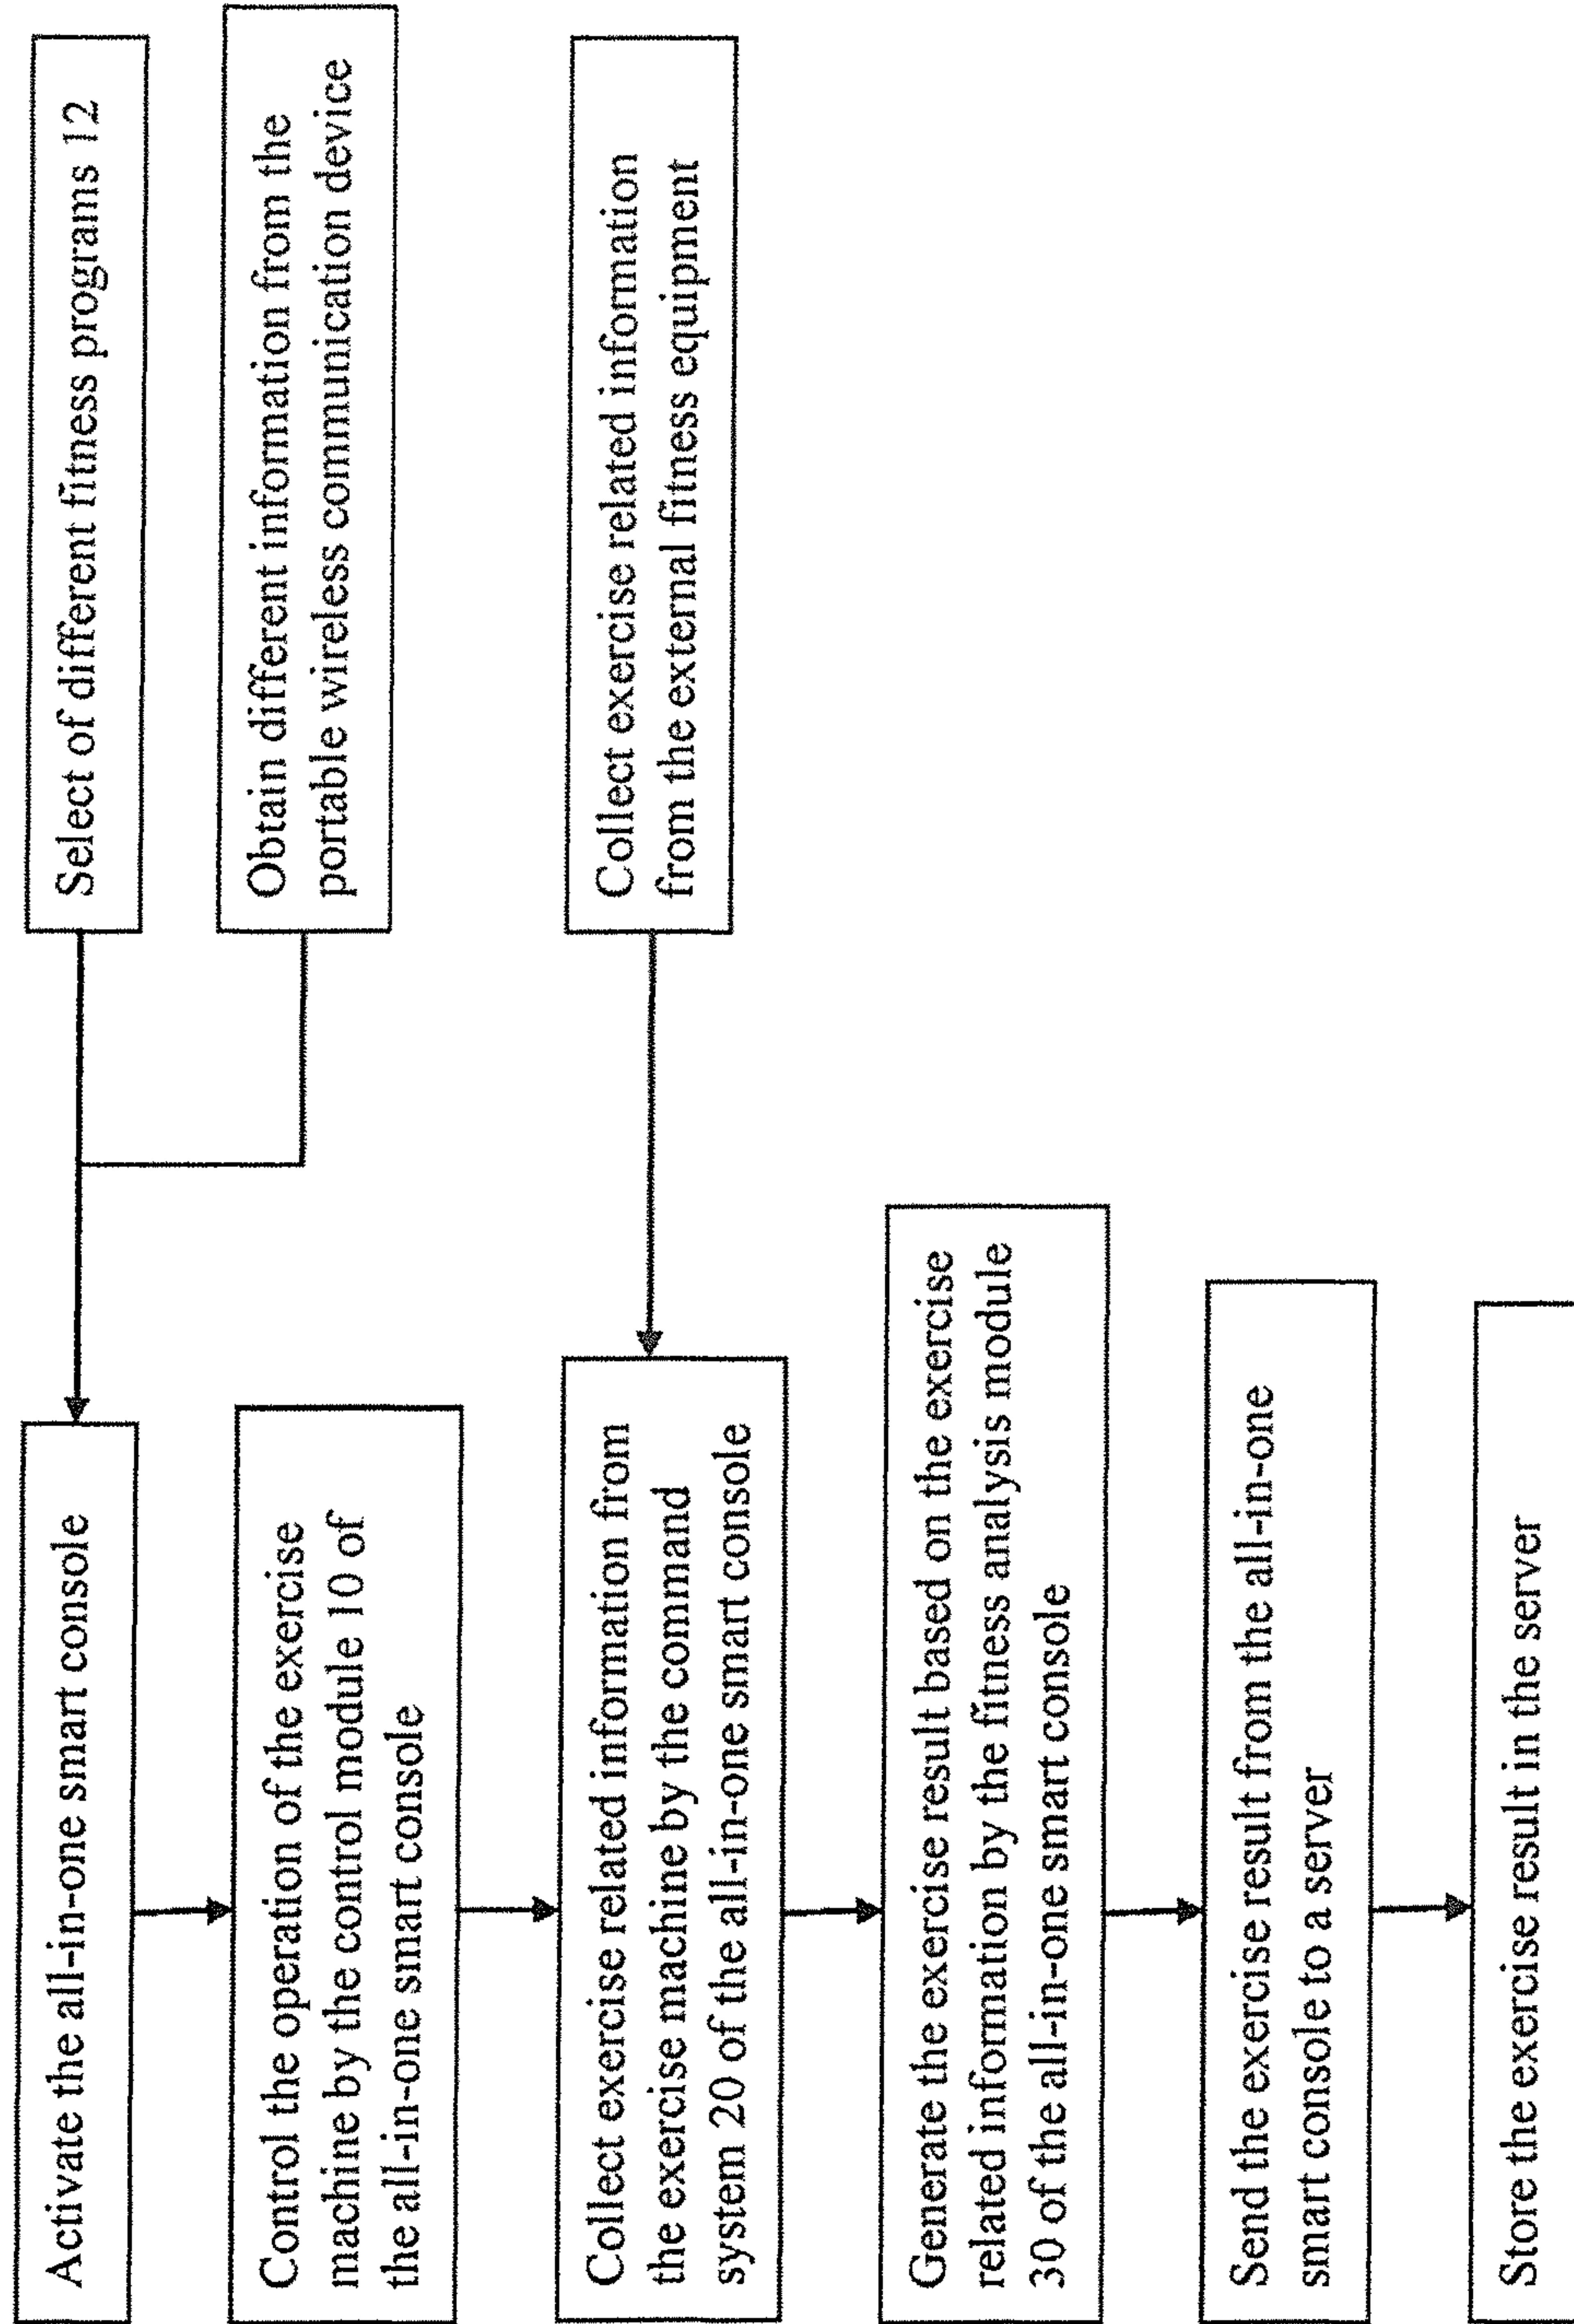 Activate the all-in-one smart console
Select of different fitness programs 12
Obtain different information from the
portable wireless communication device
Control the operation of the exercise
machine by the control module 10 of
the all-in-one smart console
Collect exercise related information from
the exercise machine by the command
system 20 of the all-in-one smart console
Collect exercise related information
from the external fitness equipment
Generate the exercise result based on the exercise
related information by the fitness analysis module
30 of the all-in-one smart console
Send the exercise result from the all-in-one
smart console to a server
Store the exercise result in the server